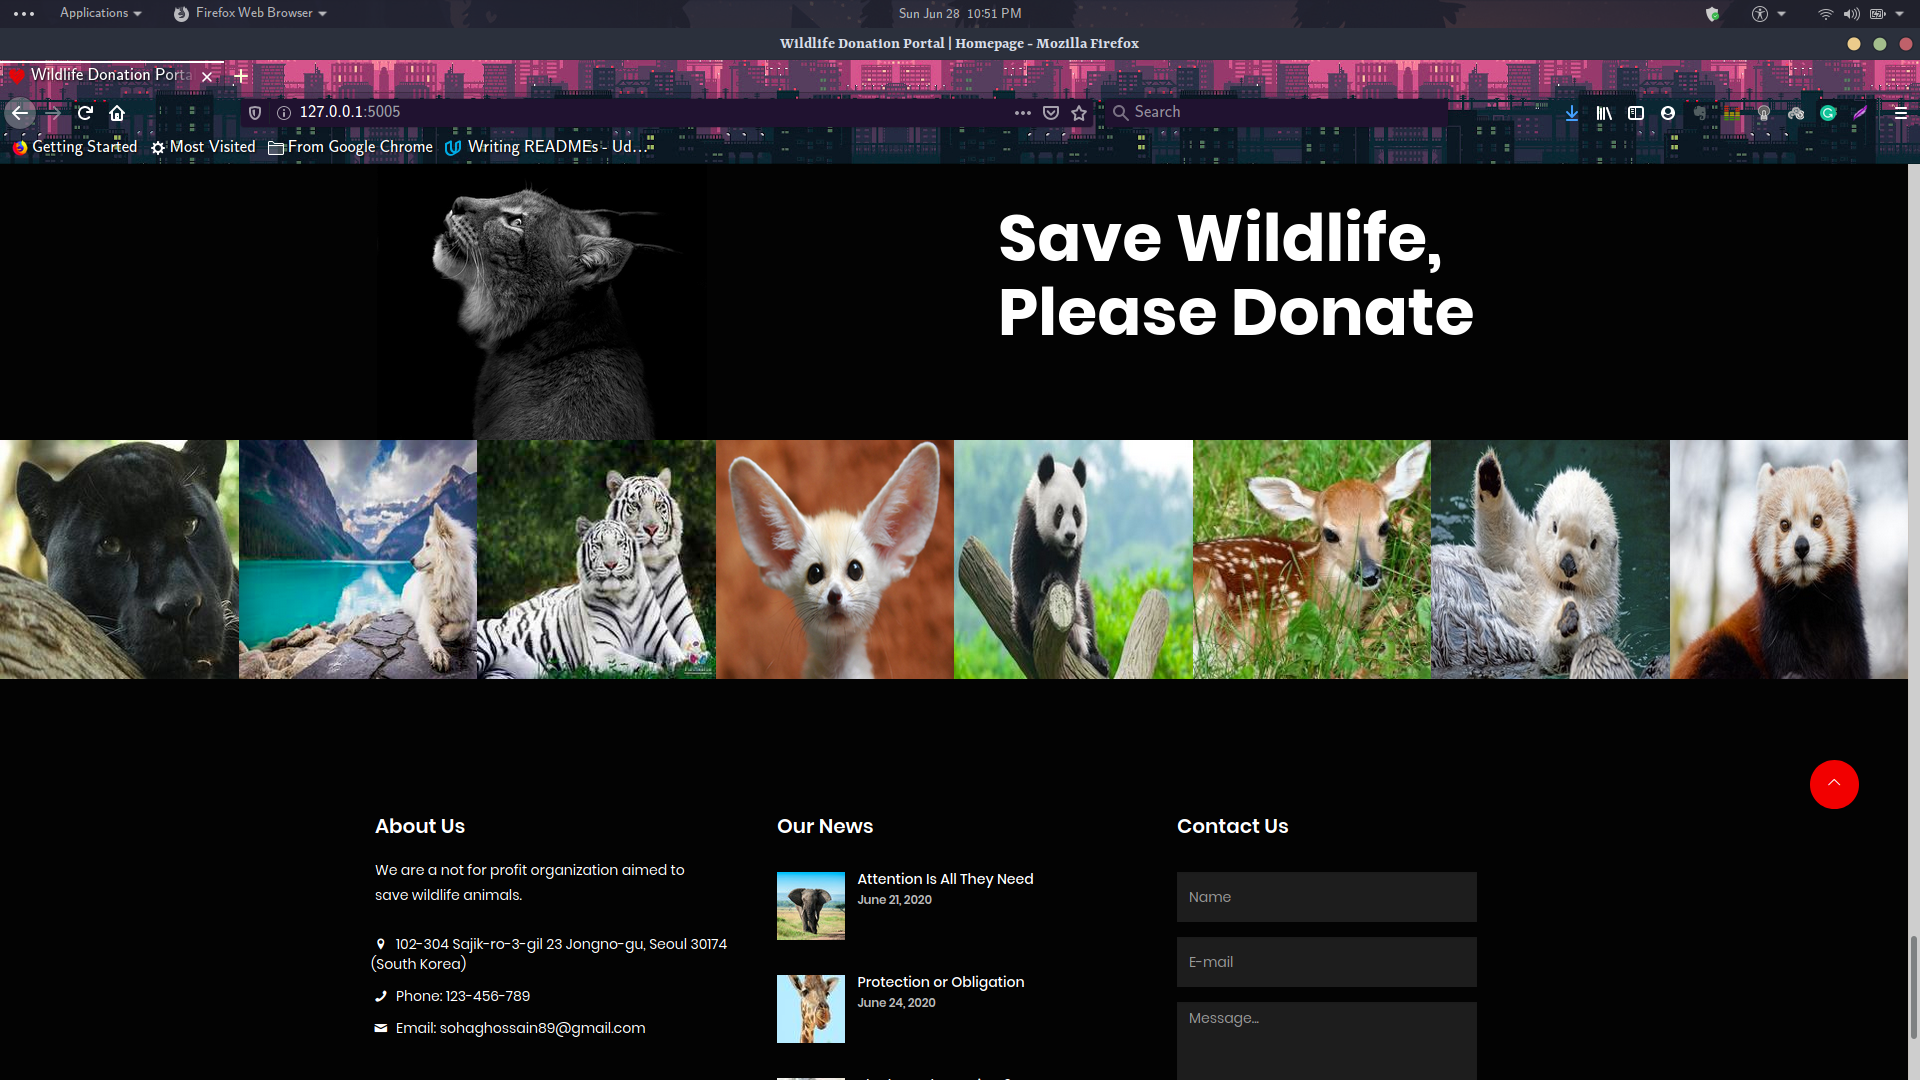 Applications
Firefox Web Browser
Sun Jun 28 10:51 PM
Wildlife Donation Portal | Homepage - Mozilla Firefox
Wildlife Donation Porta
127.0.0.1:5005
Search
Getting Started
Most Visited
From Google Chrome
Writing READMEs - Ud…
Save Wildlife,
Please Donate
About Us
We are a not for profit organization aimed to
save wildlife animals.
102-304 Sajik-ro-3-gil 23 Jongno-gu, Seoul 30174
(South Korea)
Phone: 123-456-789
Email: sohaghossain89@gmail.com
Our News
Attention Is All They Need
June 21, 2020
Protection or Obligation
June 24, 2020
Contact Us
Name
E-mail
Message...